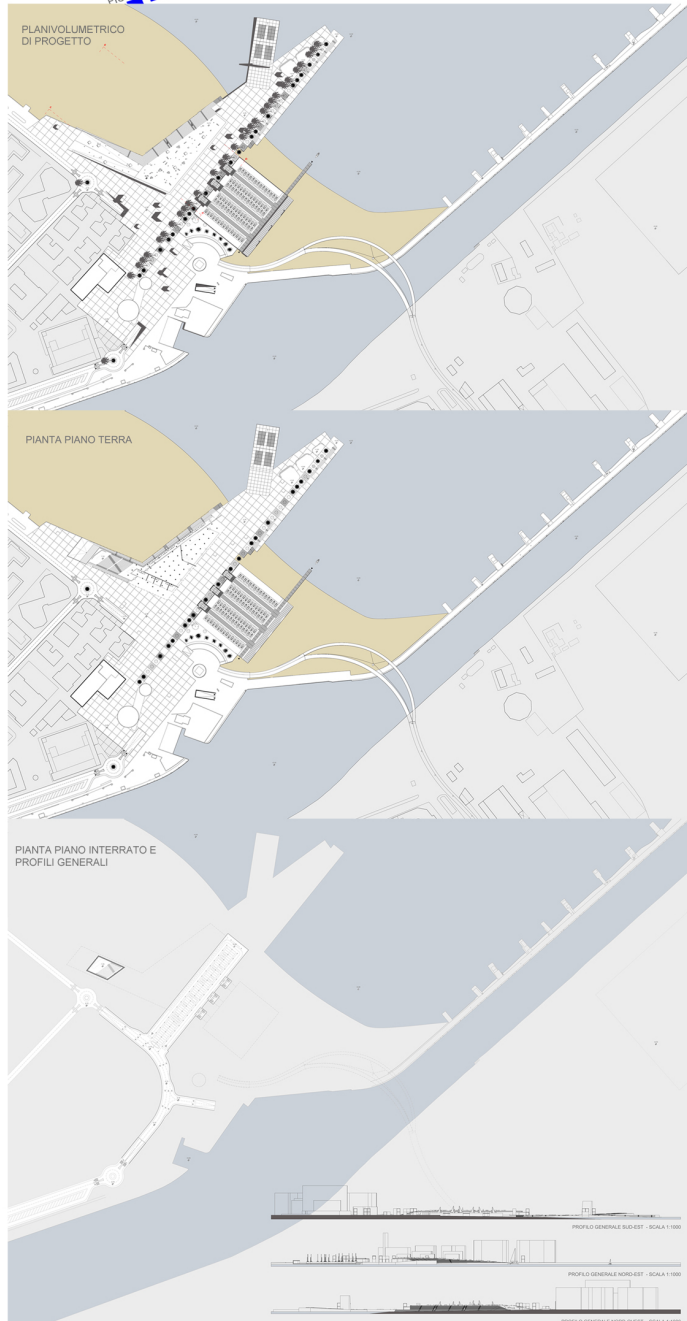 PLANIVOLUMETRICO
DI PROGETTO
PIANTA PIANO TERRA
PIANTA PIANO INTERRATO E
PROFILI GENERALI
PROFILO GENERALE SUD-EST - SCALA 1:1000
PROFILO GENERALE NORD-EST - SCALA 1:1000